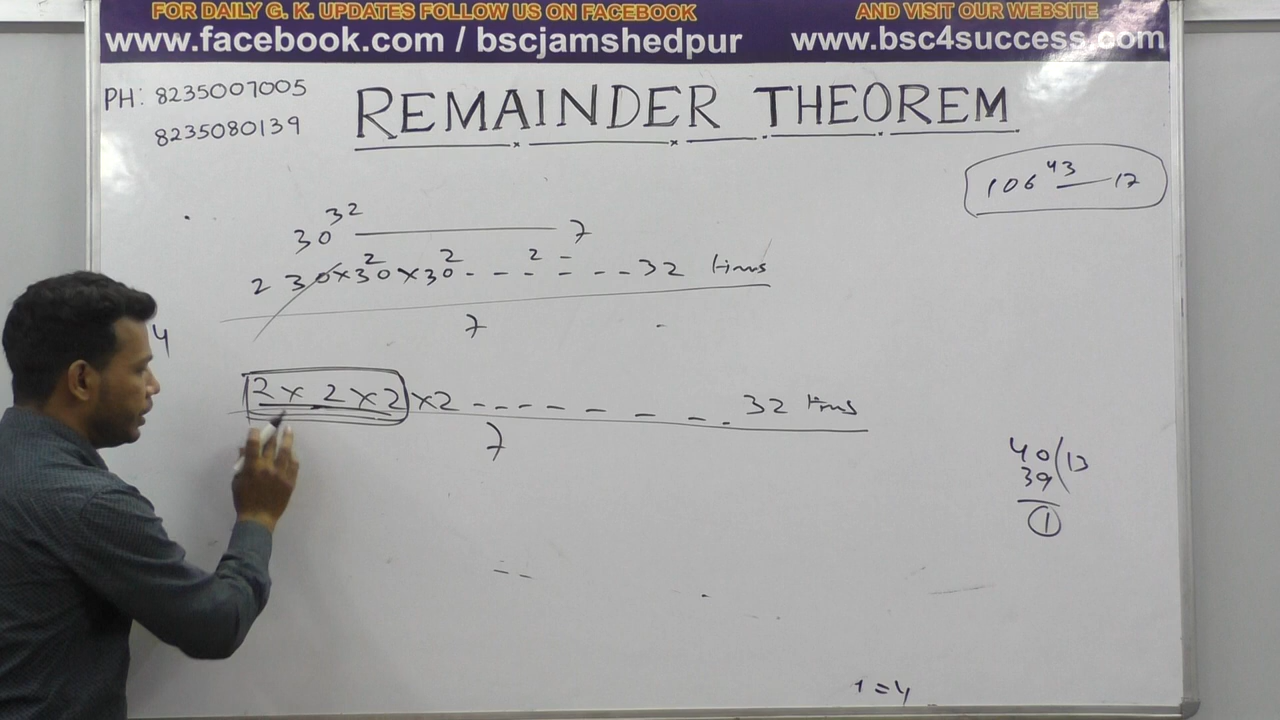 FOR DAILY G. K. UPDATES FOLLOW US ON FACEBOOK AND VISIT OUR WEBSITE
www.facebook.com / bscjamshedpur www.bsc4success.com
PH: 8235007005
8235080139
REMAINDER THEOREM
106^43 — 17
30^32 ———— 7
2 30 × 30^2 × 30^2 - - -^2 - - - 32 times
7
4
2 × 2 × 2 × 2 - - - - - - - - 32 times
7
40 ( 13
39
1
1 = 4